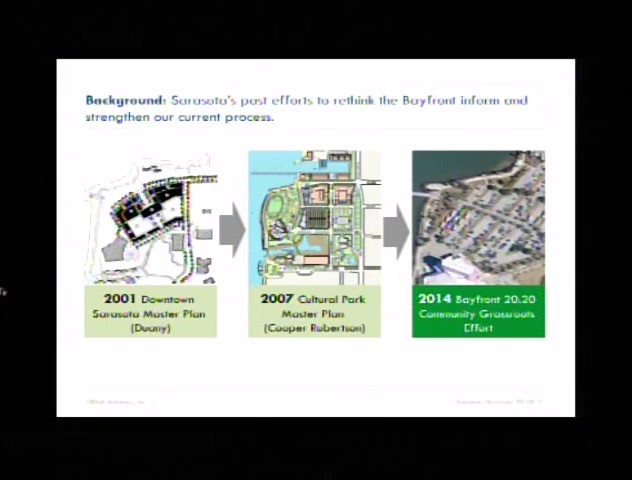 Background: Sarasota's past efforts to rethink the Bayfront inform and
strengthen our current process.
2001 Downtown
Sarasota Master Plan
(Duany)
2007 Cultural Park
Master Plan
(Cooper Robertson)
2014 Bayfront 20:20
Community Grassroots
Effort